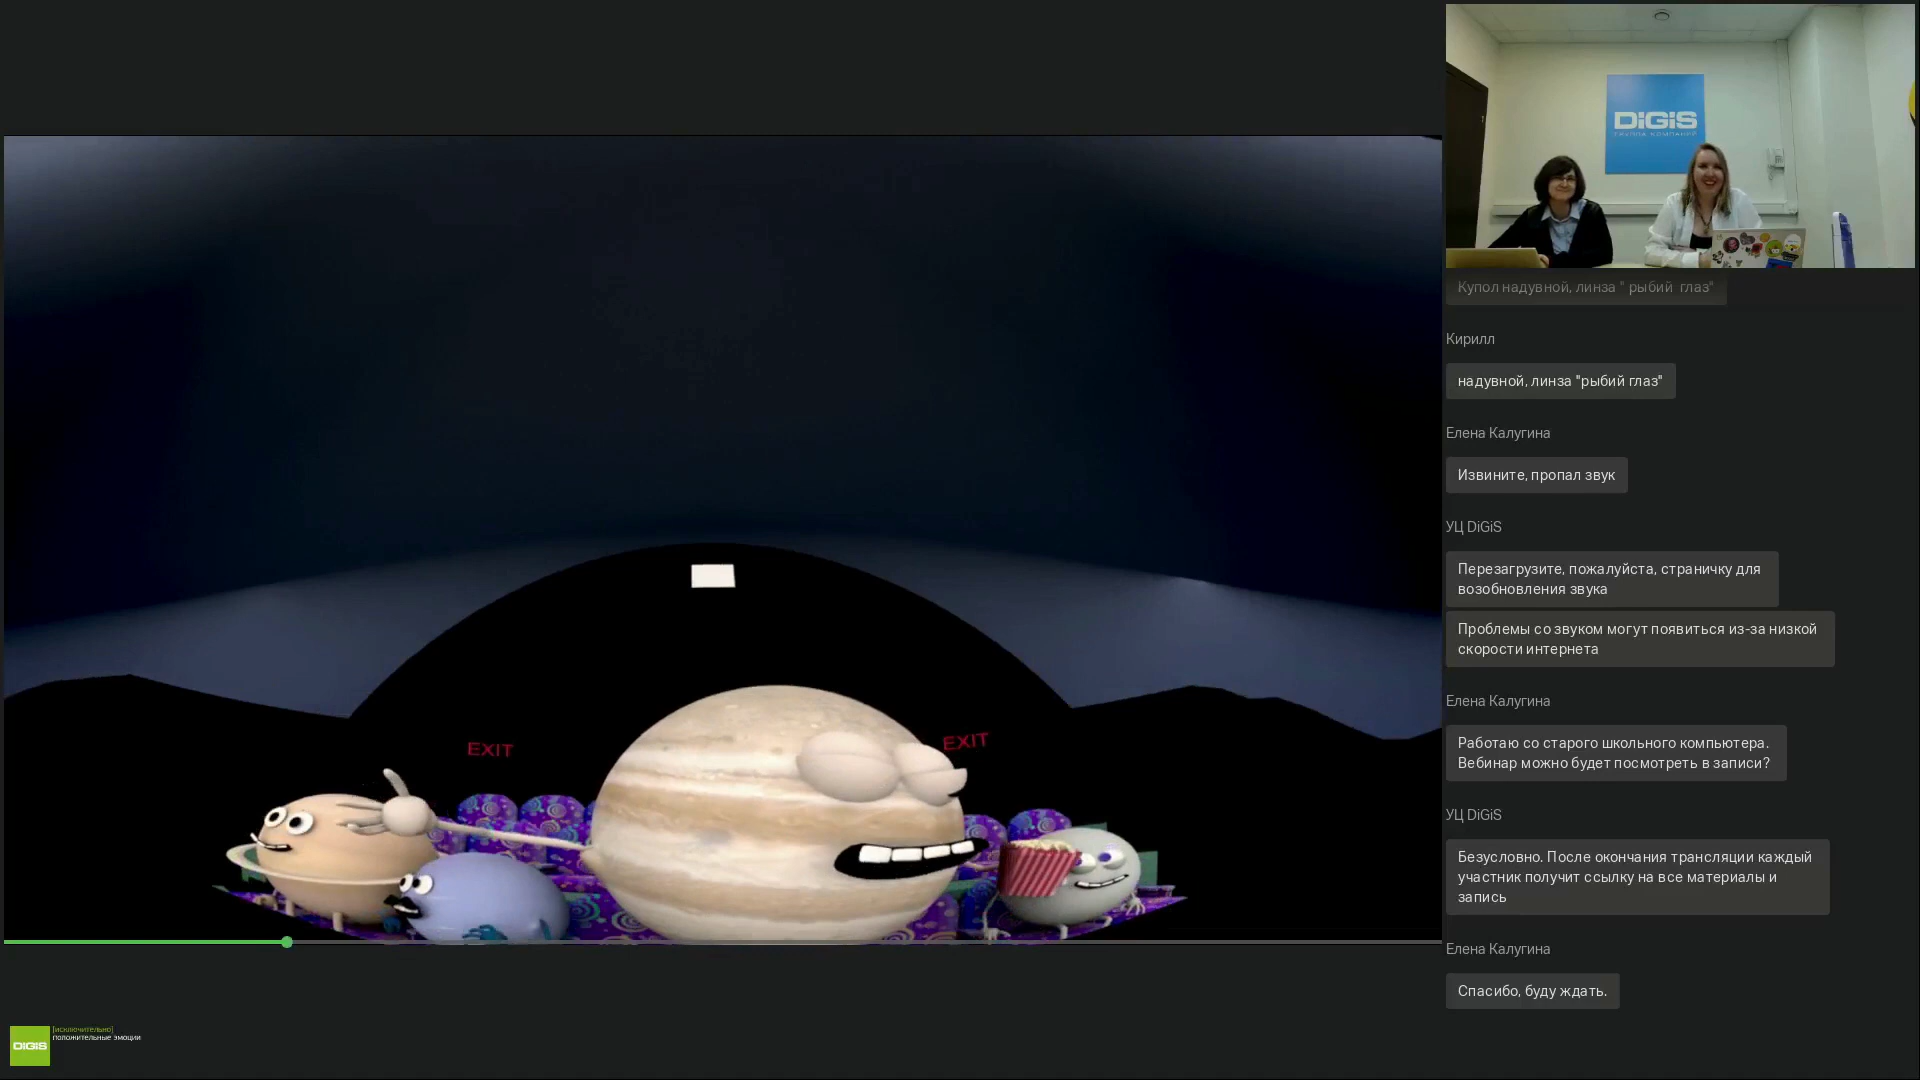 DiGiS
ГРУППА КОМПАНИЙ
Купол надувной, линза " рыбий глаз"
Кирилл
надувной, линза "рыбий глаз"
Елена Калугина
Извините, пропал звук
УЦ DiGiS
Перезагрузите, пожалуйста, страничку для
возобновления звука
Проблемы со звуком могут появиться из-за низкой
скорости интернета
Елена Калугина
Работаю со старого школьного компьютера.
Вебинар можно будет посмотреть в записи?
УЦ DiGiS
Безусловно. После окончания трансляции каждый
участник получит ссылку на все материалы и
запись
Елена Калугина
Спасибо, буду ждать.
EXIT
EXIT
DiGiS
[исключительно]
положительные эмоции